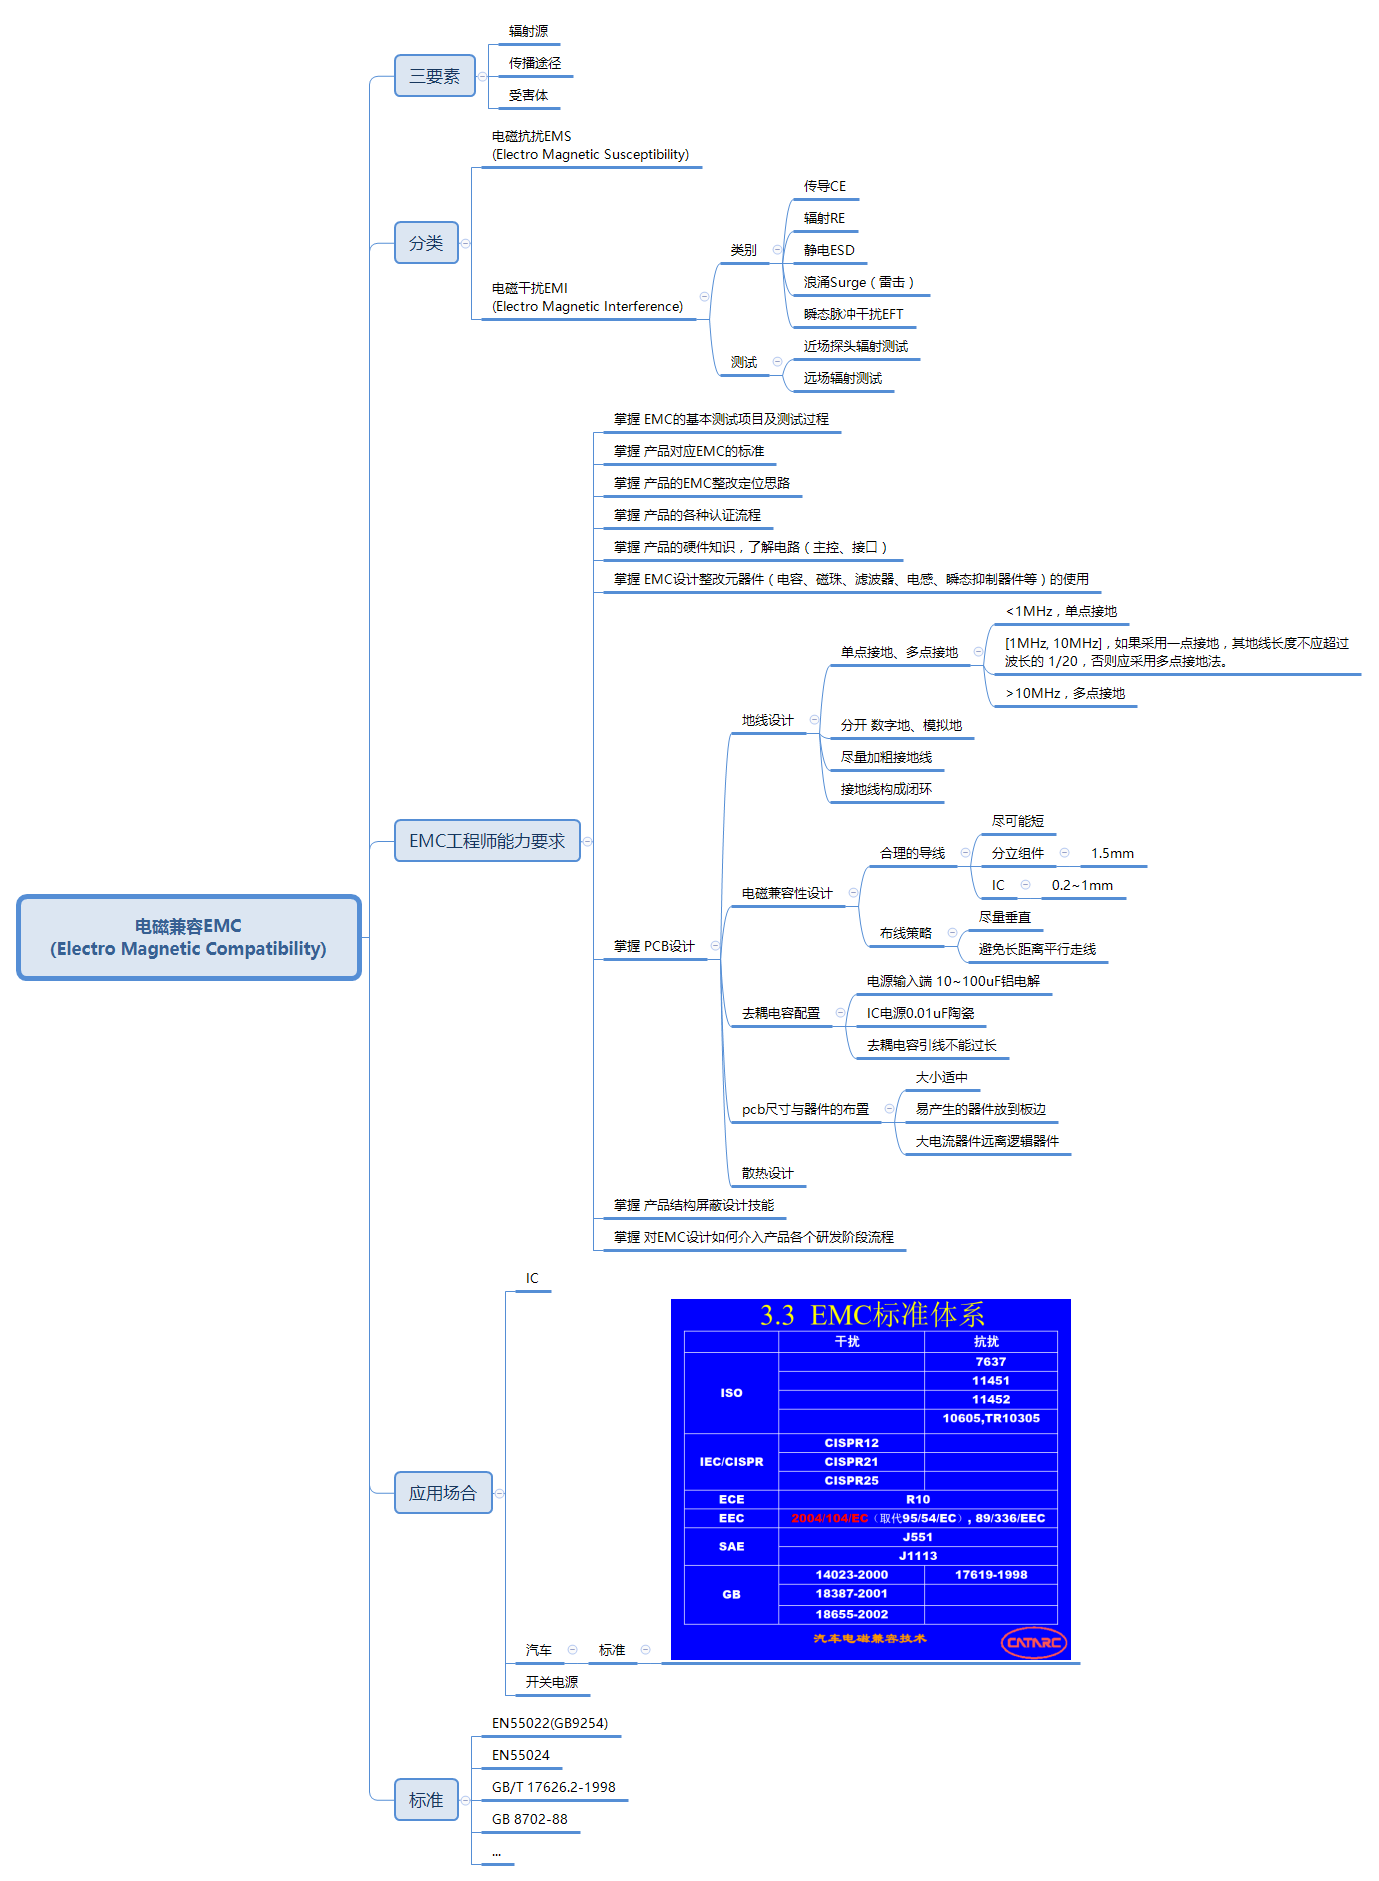 辐射源
三要素
传播途径
受害体
电磁抗扰EMS
(Electro Magnetic Susceptibility)
分类
传导CE
辐射RE
类别
静电ESD
浪涌Surge（雷击）
电磁干扰EMI
(Electro Magnetic Interference)
瞬态脉冲干扰EFT
测试
近场探头辐射测试
远场辐射测试
掌握 EMC的基本测试项目及测试过程
掌握 产品对应EMC的标准
掌握 产品的EMC整改定位思路
掌握 产品的各种认证流程
掌握 产品的硬件知识，了解电路（主控、接口）
掌握 EMC设计整改元器件（电容、磁珠、滤波器、电感、瞬态抑制器件等）的使用
<1MHz，单点接地
单点接地、多点接地
[1MHz, 10MHz]，如果采用一点接地，其地线长度不应超过
波长的 1/20，否则应采用多点接地法。
>10MHz，多点接地
地线设计
分开 数字地、模拟地
尽量加粗接地线
接地线构成闭环
EMC工程师能力要求
尽可能短
合理的导线
分立组件
1.5mm
电磁兼容性设计
IC
0.2~1mm
尽量垂直
布线策略
避免长距离平行走线
电磁兼容EMC
(Electro Magnetic Compatibility)
掌握 PCB设计
电源输入端 10~100uF铝电解
去耦电容配置
IC电源0.01uF陶瓷
去耦电容引线不能过长
大小适中
pcb尺寸与器件的布置
易产生的器件放到板边
大电流器件远离逻辑器件
散热设计
掌握 产品结构屏蔽设计技能
掌握 对EMC设计如何介入产品各个研发阶段流程
IC
3.3 EMC标准体系
干扰 抗扰
7637
ISO
11451
11452
10605,TR10305
CISPR12
IEC/CISPR
CISPR21
CISPR25
应用场合
ECE R10
EEC 2004/104/EC（取代95/54/EC）, 89/336/EEC
SAE
J551
J1113
14023-2000 17619-1998
GB
18387-2001
18655-2002
汽车电磁兼容技术
CATARC
汽车
标准
开关电源
EN55022(GB9254)
EN55024
GB/T 17626.2-1998
标准
GB 8702-88
...